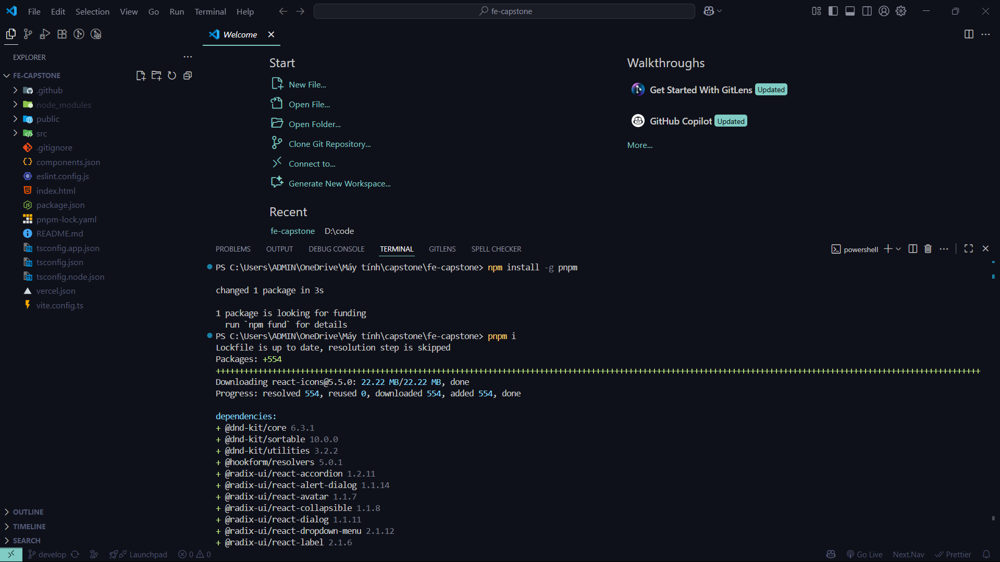 File Edit Selection View Go Run Terminal Help
fe-capstone
Welcome
EXPLORER
FE-CAPSTONE
.github
node_modules
public
src
.gitignore
components.json
eslint.config.js
index.html
package.json
pnpm-lock.yaml
README.md
tsconfig.app.json
tsconfig.json
tsconfig.node.json
vercel.json
vite.config.ts
OUTLINE
TIMELINE
SEARCH
Start
New File...
Open File...
Open Folder...
Clone Git Repository...
Connect to...
Generate New Workspace...
Recent
fe-capstone D:\code
Walkthroughs
Get Started With GitLens Updated
GitHub Copilot Updated
More...
PROBLEMS OUTPUT DEBUG CONSOLE TERMINAL GITLENS SPELL CHECKER
powershell
PS C:\Users\ADMIN\OneDrive\Máy tính\capstone\fe-capstone> npm install -g pnpm
changed 1 package in 3s
1 package is looking for funding
run `npm fund` for details
PS C:\Users\ADMIN\OneDrive\Máy tính\capstone\fe-capstone> pnpm i
Lockfile is up to date, resolution step is skipped
Packages: +554
+++++++++++++++++++++++++++++++++++++++++++++++++++++++++++++++++++++++++++++++++++++++++++++++++++++++++++++++++++++++++++++++++++++++++++++++++++++++++++++++++++
Downloading react-icons@5.5.0: 22.22 MB/22.22 MB, done
Progress: resolved 554, reused 0, downloaded 554, added 554, done
dependencies:
+ @dnd-kit/core 6.3.1
+ @dnd-kit/sortable 10.0.0
+ @dnd-kit/utilities 3.2.2
+ @hookform/resolvers 5.0.1
+ @radix-ui/react-accordion 1.2.11
+ @radix-ui/react-alert-dialog 1.1.14
+ @radix-ui/react-avatar 1.1.7
+ @radix-ui/react-collapsible 1.1.8
+ @radix-ui/react-dialog 1.1.11
+ @radix-ui/react-dropdown-menu 2.1.12
+ @radix-ui/react-label 2.1.6
develop Launchpad 0 0 Go Live Next.Nav Prettier